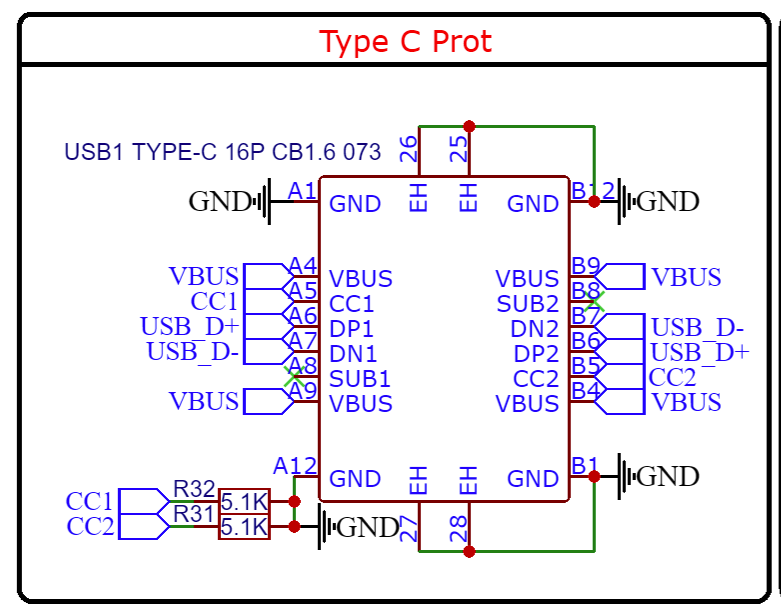 Type C Prot
USB1 TYPE-C 16P CB1.6 073
26 25
GND A1 GND EH EH GND B12 GND
VBUS A4 VBUS VBUS B9 VBUS
CC1 A5 CC1 SUB2 B8
USB_D+ A6 DP1 DN2 B7 USB_D-
USB_D- A7 DN1 DP2 B6 USB_D+
A8 SUB1 CC2 B5 CC2
VBUS A9 VBUS VBUS B4 VBUS
A12 GND EH EH GND B1 GND
CC1 R32 5.1K
CC2 R31 5.1K GND 27 28